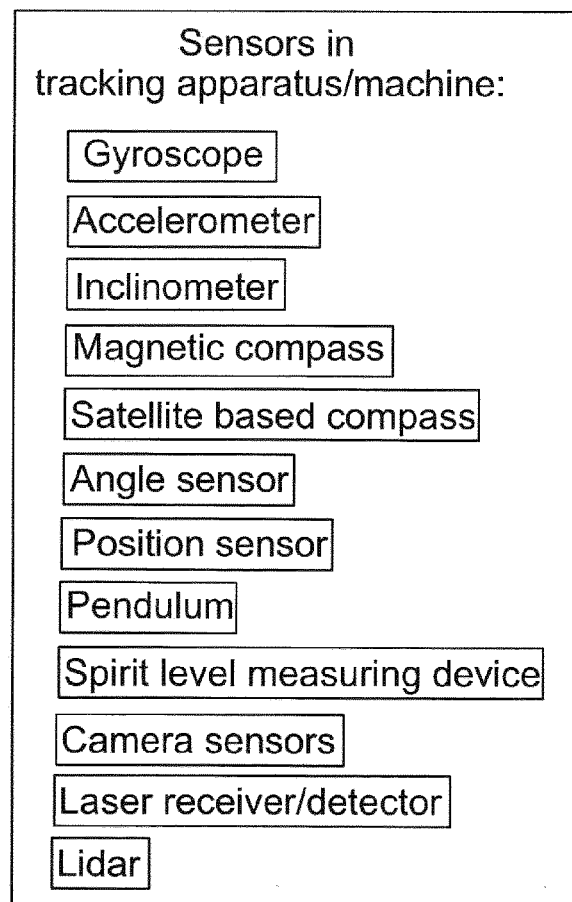 Sensors in
tracking apparatus/machine:
Gyroscope
Accelerometer
Inclinometer
Magnetic compass
Satellite based compass
Angle sensor
Position sensor
Pendulum
Spirit level measuring device
Camera sensors
Laser receiver/detector
Lidar